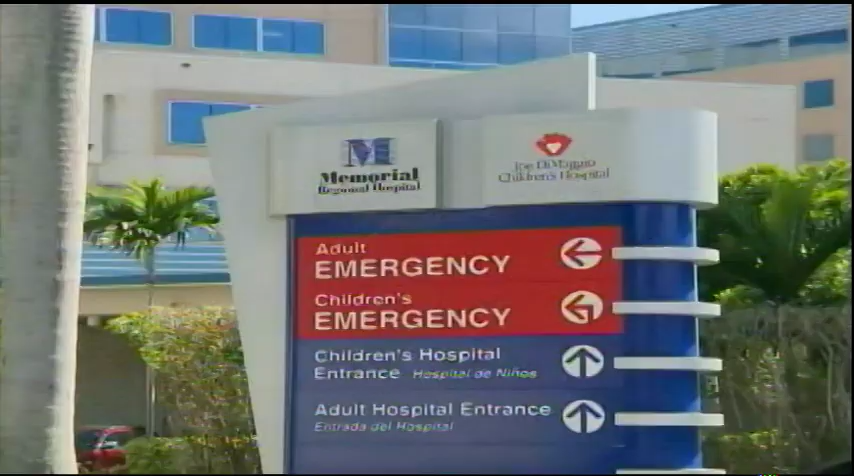 M
Memorial
Regional Hospital
Joe DiMaggio
Children's Hospital
Adult
EMERGENCY
Children's
EMERGENCY
Children's Hospital
Entrance Hospital de Niños
Adult Hospital Entrance
Entrada del Hospital